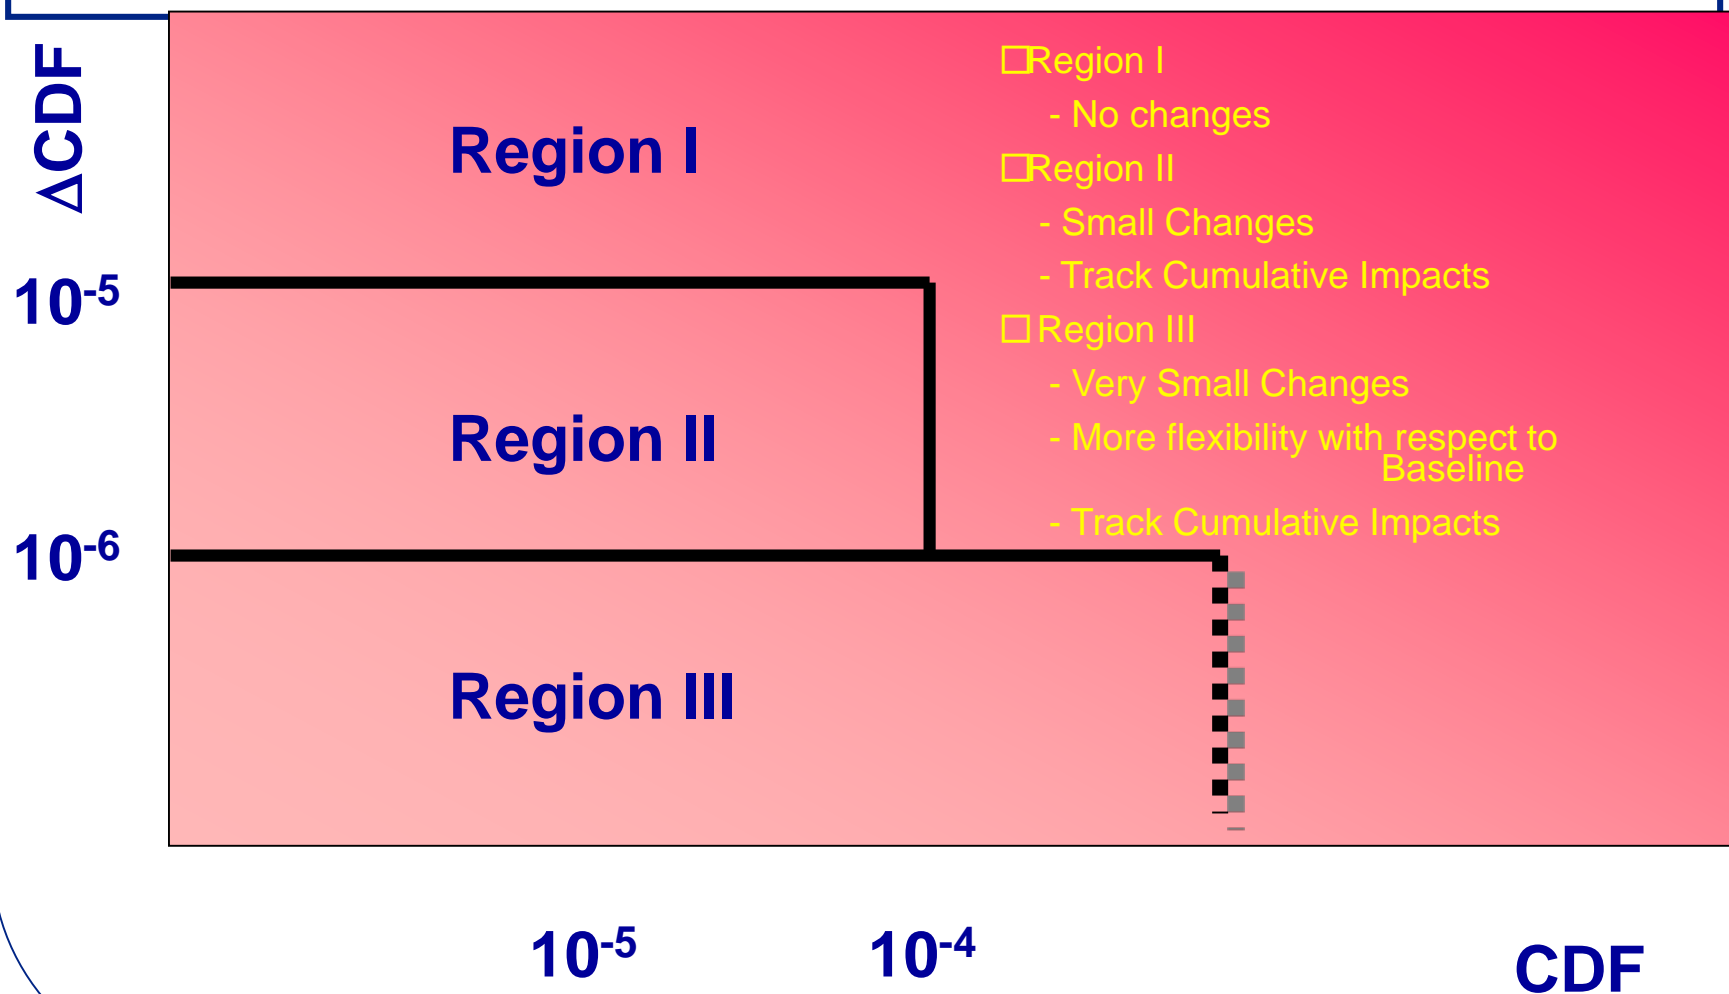 ΔCDF
Region I
□Region I
- No changes
□Region II
- Small Changes
- Track Cumulative Impacts
10-5
□ Region III
- Very Small Changes
Region II
- More flexibility with respect to
Baseline
- Track Cumulative Impacts
10-6
Region III
10-5
10-4
CDF